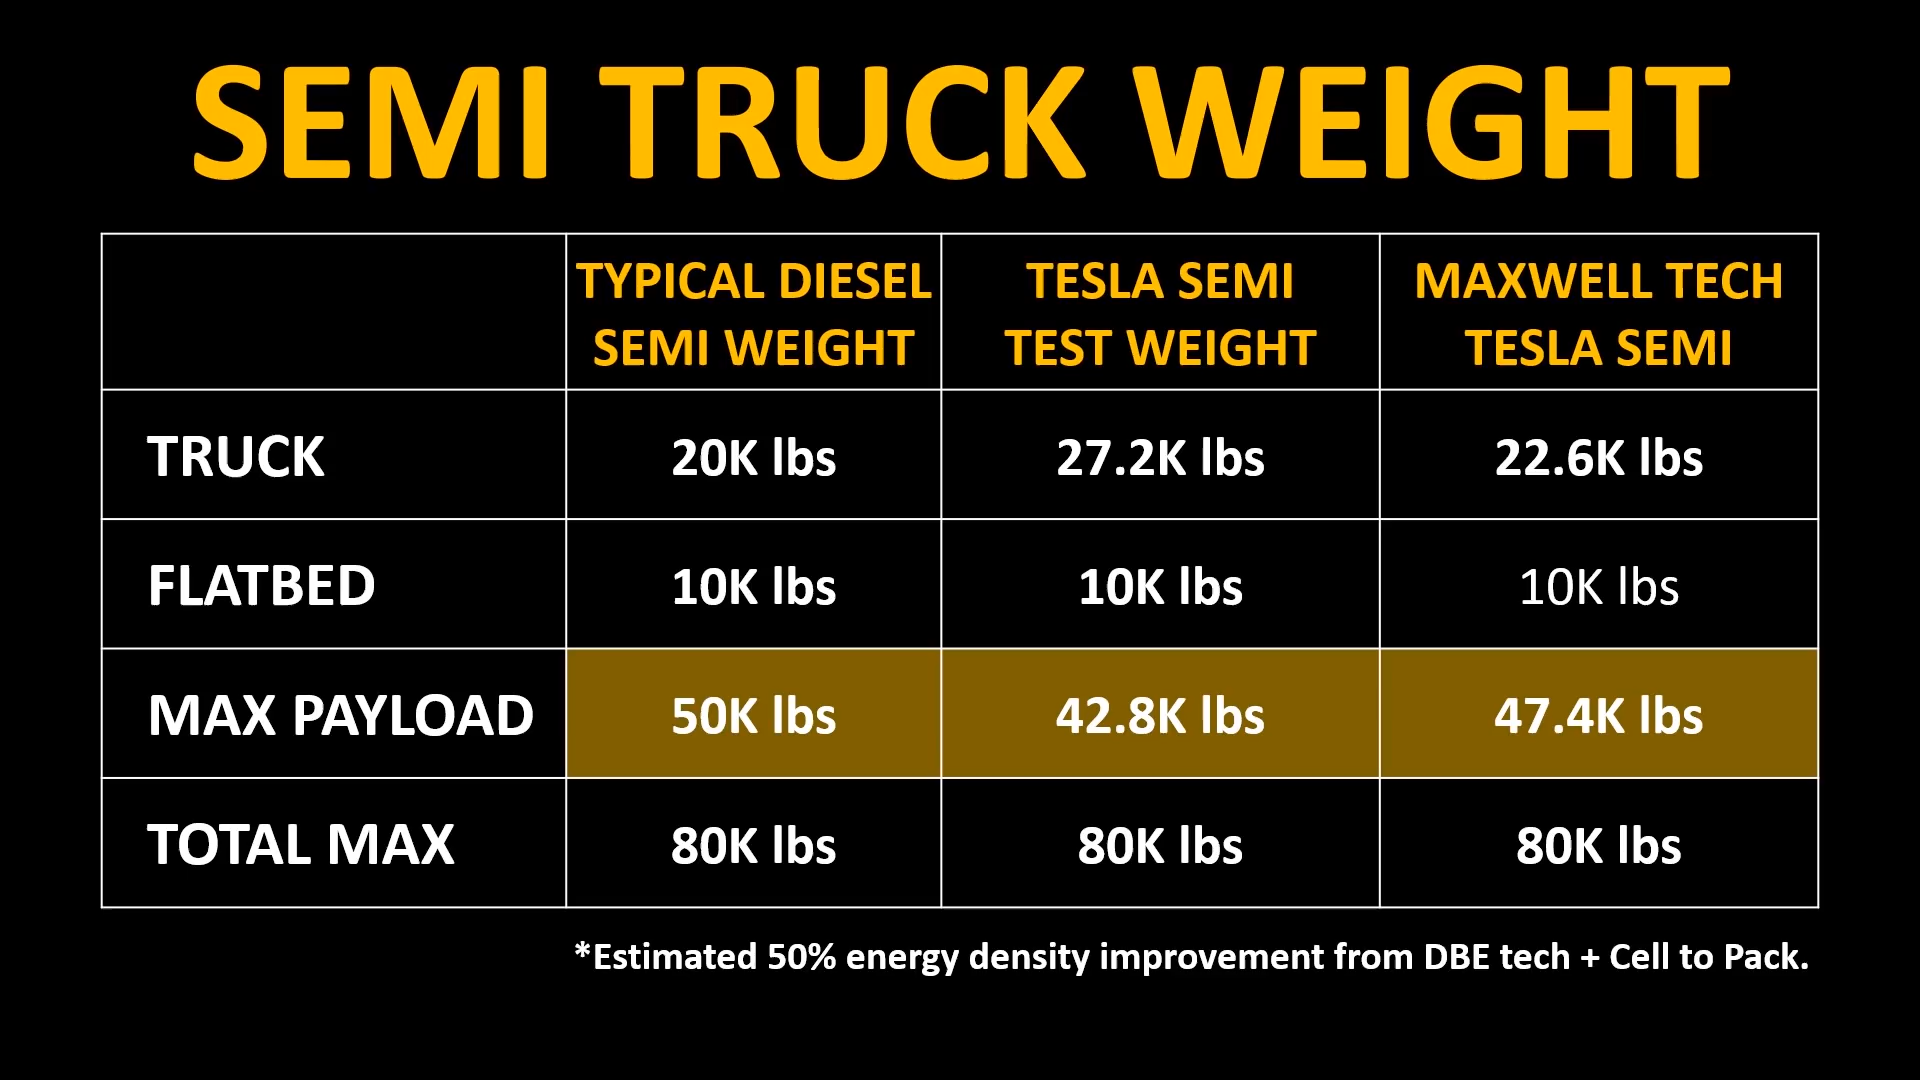 SEMI TRUCK WEIGHT
TYPICAL DIESEL SEMI WEIGHT
TESLA SEMI TEST WEIGHT
MAXWELL TECH TESLA SEMI
TRUCK 20K lbs 27.2K lbs 22.6K lbs
FLATBED 10K lbs 10K lbs 10K lbs
MAX PAYLOAD 50K lbs 42.8K lbs 47.4K lbs
TOTAL MAX 80K lbs 80K lbs 80K lbs
*Estimated 50% energy density improvement from DBE tech + Cell to Pack.